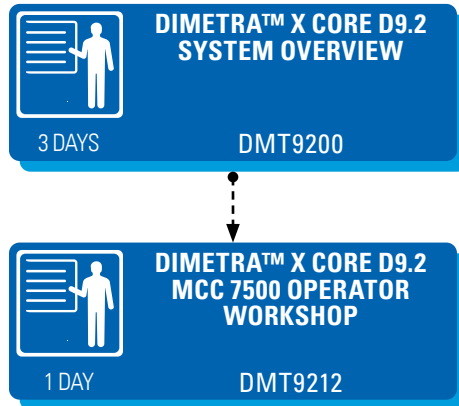 DIMETRA™ X CORE D9.2
SYSTEM OVERVIEW
3 DAYS
DMT9200
DIMETRA™ X CORE D9.2
MCC 7500 OPERATOR
WORKSHOP
1 DAY
DMT9212